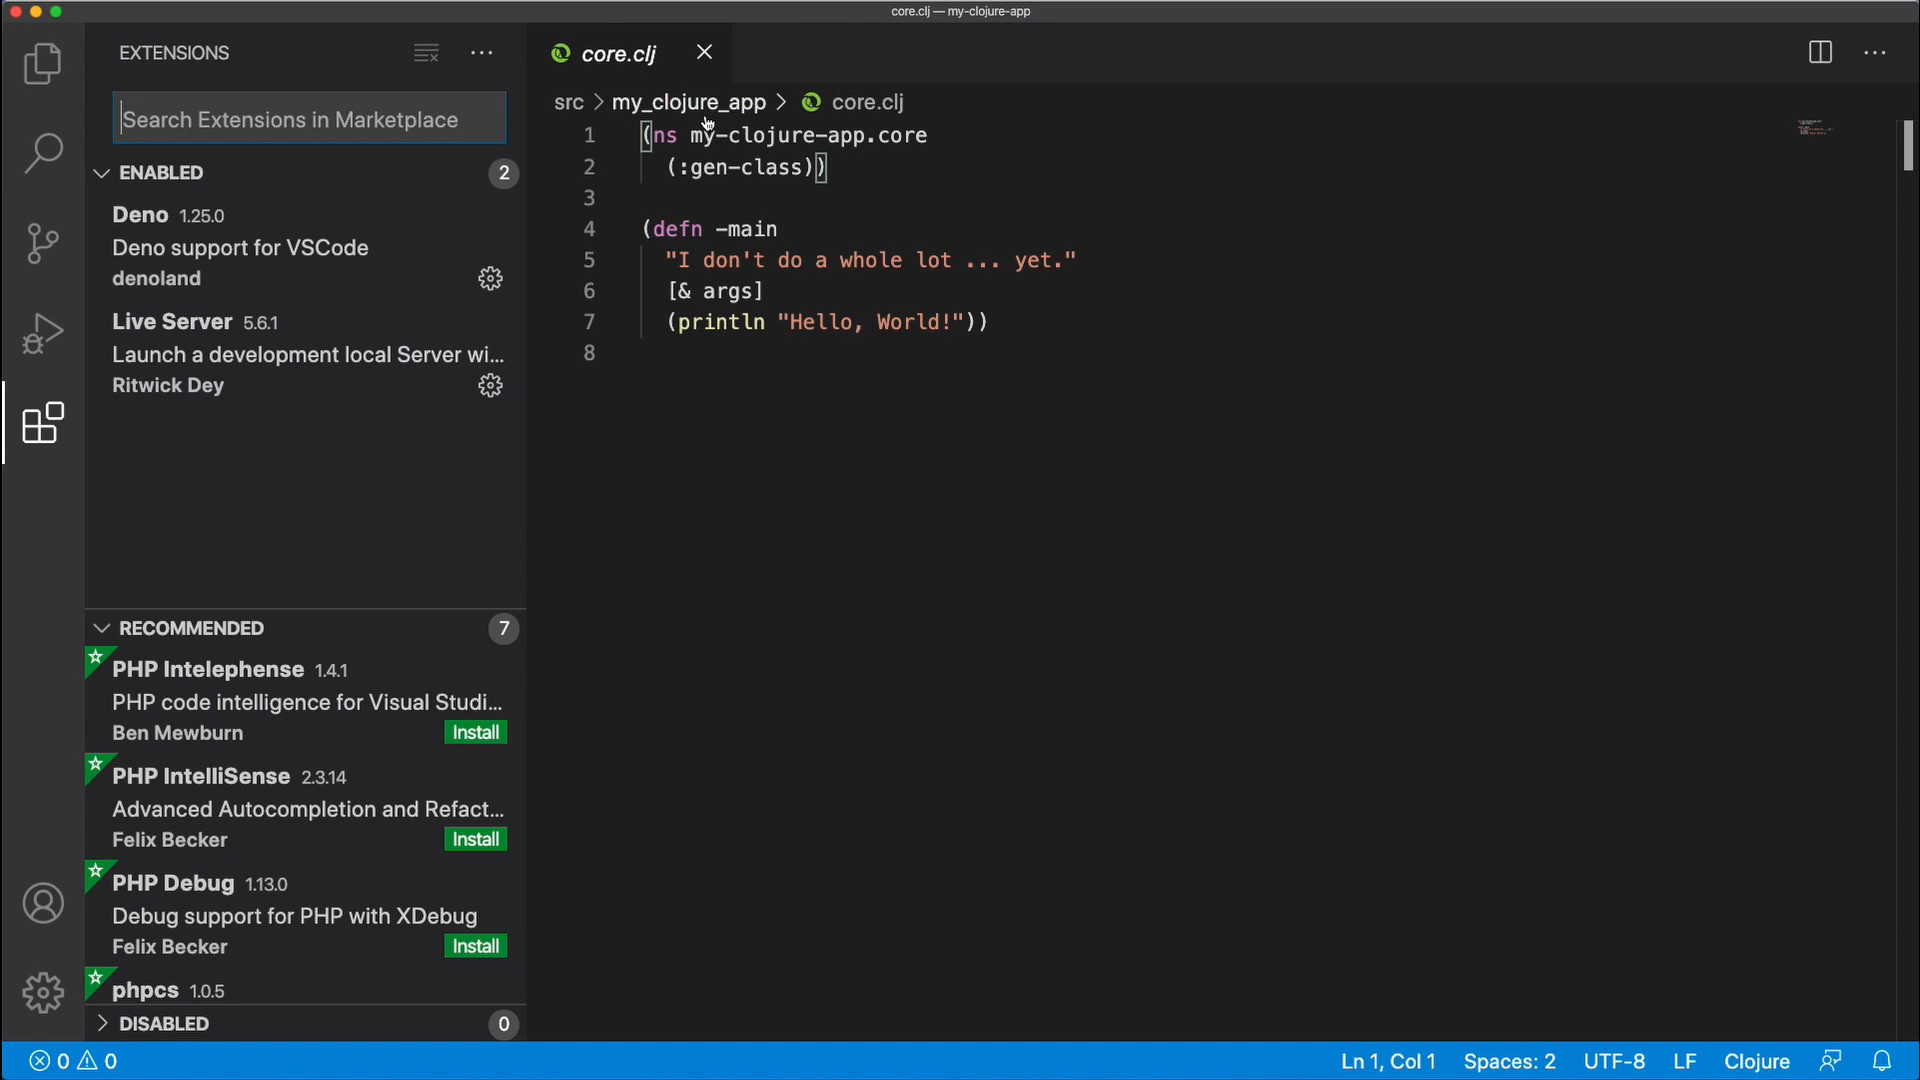 core.clj — my-clojure-app
EXTENSIONS
Search Extensions in Marketplace
ENABLED 2
Deno 1.25.0
Deno support for VSCode
denoland
Live Server 5.6.1
Launch a development local Server wi...
Ritwick Dey
RECOMMENDED 7
PHP Intelephense 1.4.1
PHP code intelligence for Visual Studi...
Ben Mewburn Install
PHP IntelliSense 2.3.14
Advanced Autocompletion and Refact...
Felix Becker Install
PHP Debug 1.13.0
Debug support for PHP with XDebug
Felix Becker Install
phpcs 1.0.5
DISABLED 0
core.clj
src > my_clojure_app > core.clj
1 (ns my-clojure-app.core
2 (:gen-class))
3
4 (defn -main
5 "I don't do a whole lot ... yet."
6 [& args]
7 (println "Hello, World!"))
8
0 0 Ln 1, Col 1 Spaces: 2 UTF-8 LF Clojure